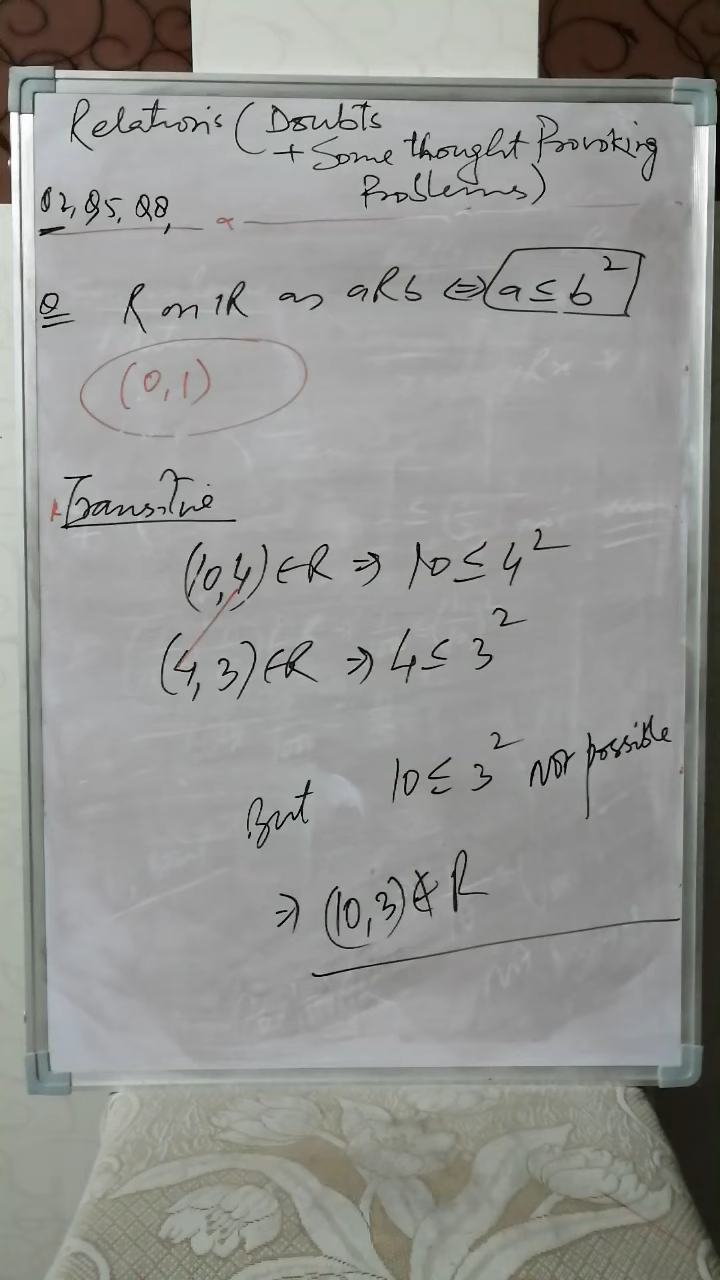 Relations (Doubts
+ Some thought Provoking
Problems)
Q2, Q5, Q8,
Q R on IR as aRb ⇔ a ≤ b²
(0,1)
Transitive
(10,4) ∈ R ⇒ 10 ≤ 4²
(4,3) ∈ R ⇒ 4 ≤ 3²
But 10 ≤ 3² not possible
⇒ (10,3) ∉ R